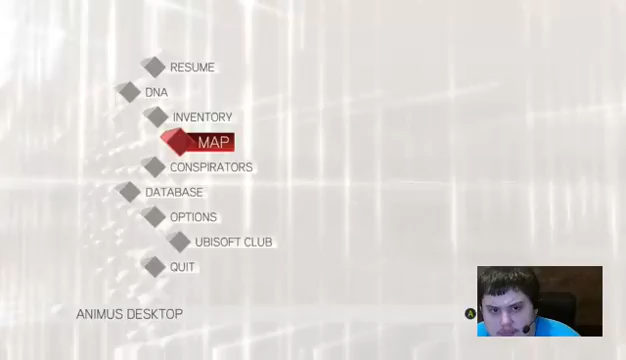 RESUME
DNA
INVENTORY
MAP
CONSPIRATORS
DATABASE
OPTIONS
UBISOFT CLUB
QUIT
ANIMUS DESKTOP
A